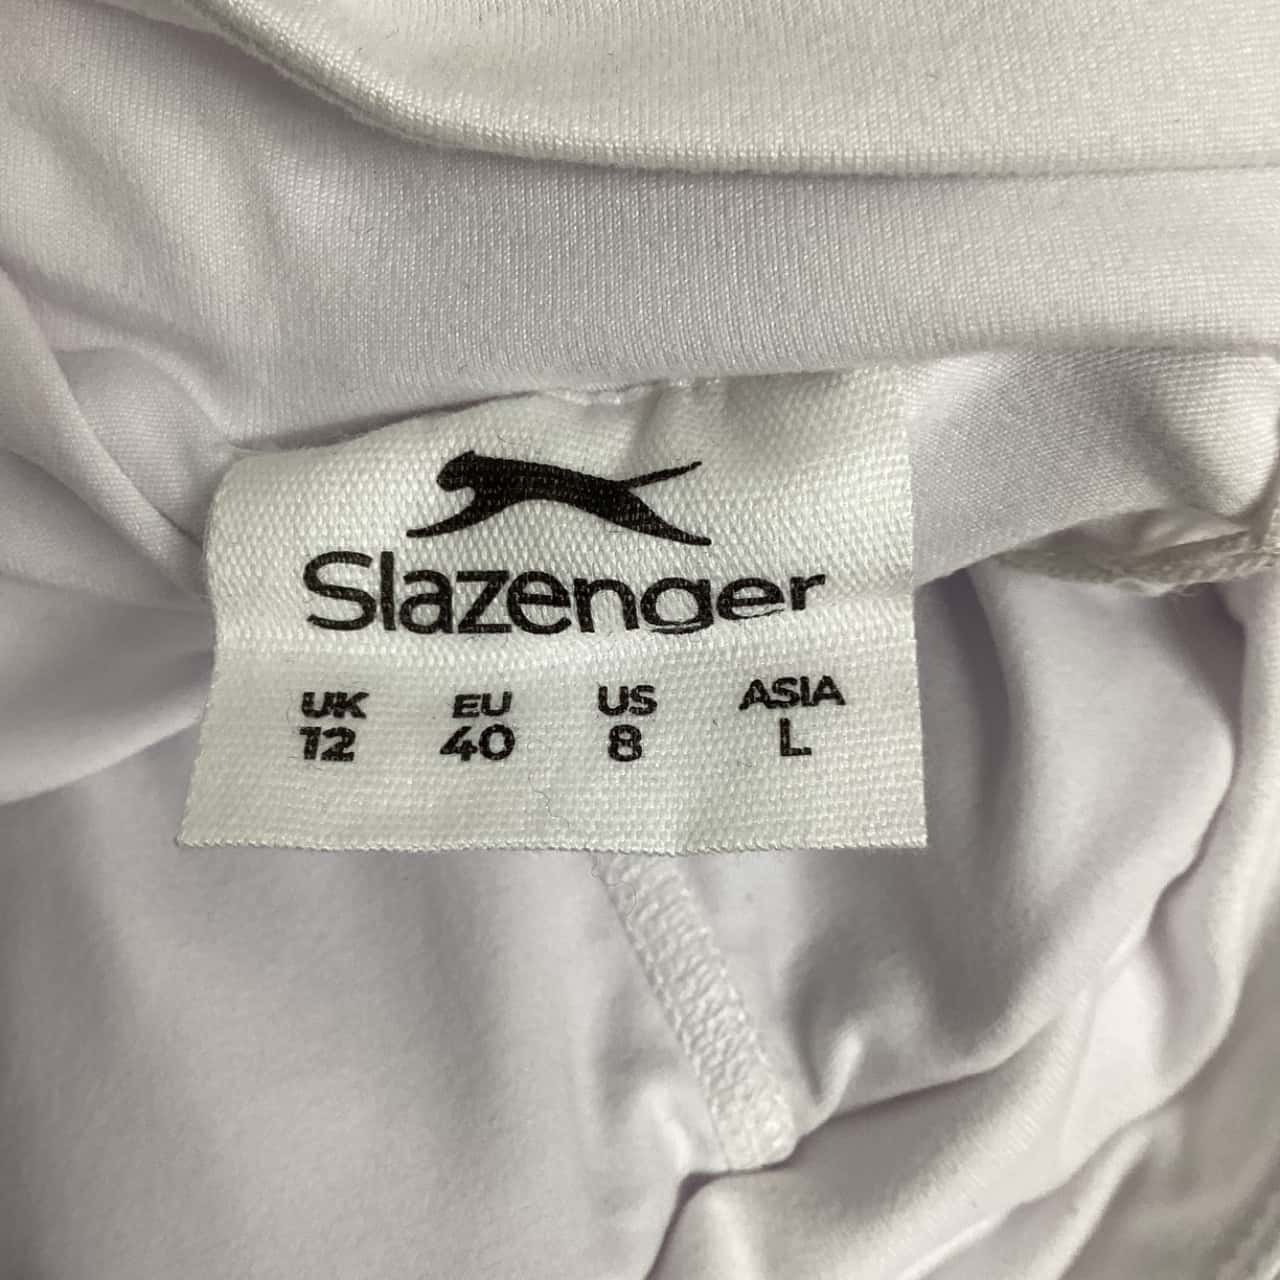 Slazenger
UK EU US ASIA
12 40 8 L